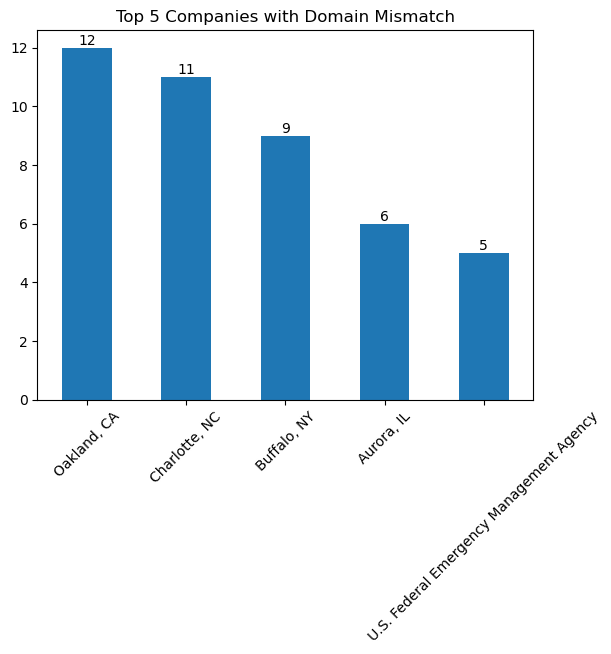 Top 5 Companies with Domain Mismatch
12
10
8
6
4
2
0
12
11
9
6
5
Oakland, CA
Charlotte, NC
Buffalo, NY
Aurora, IL
U.S. Federal Emergency Management Agency